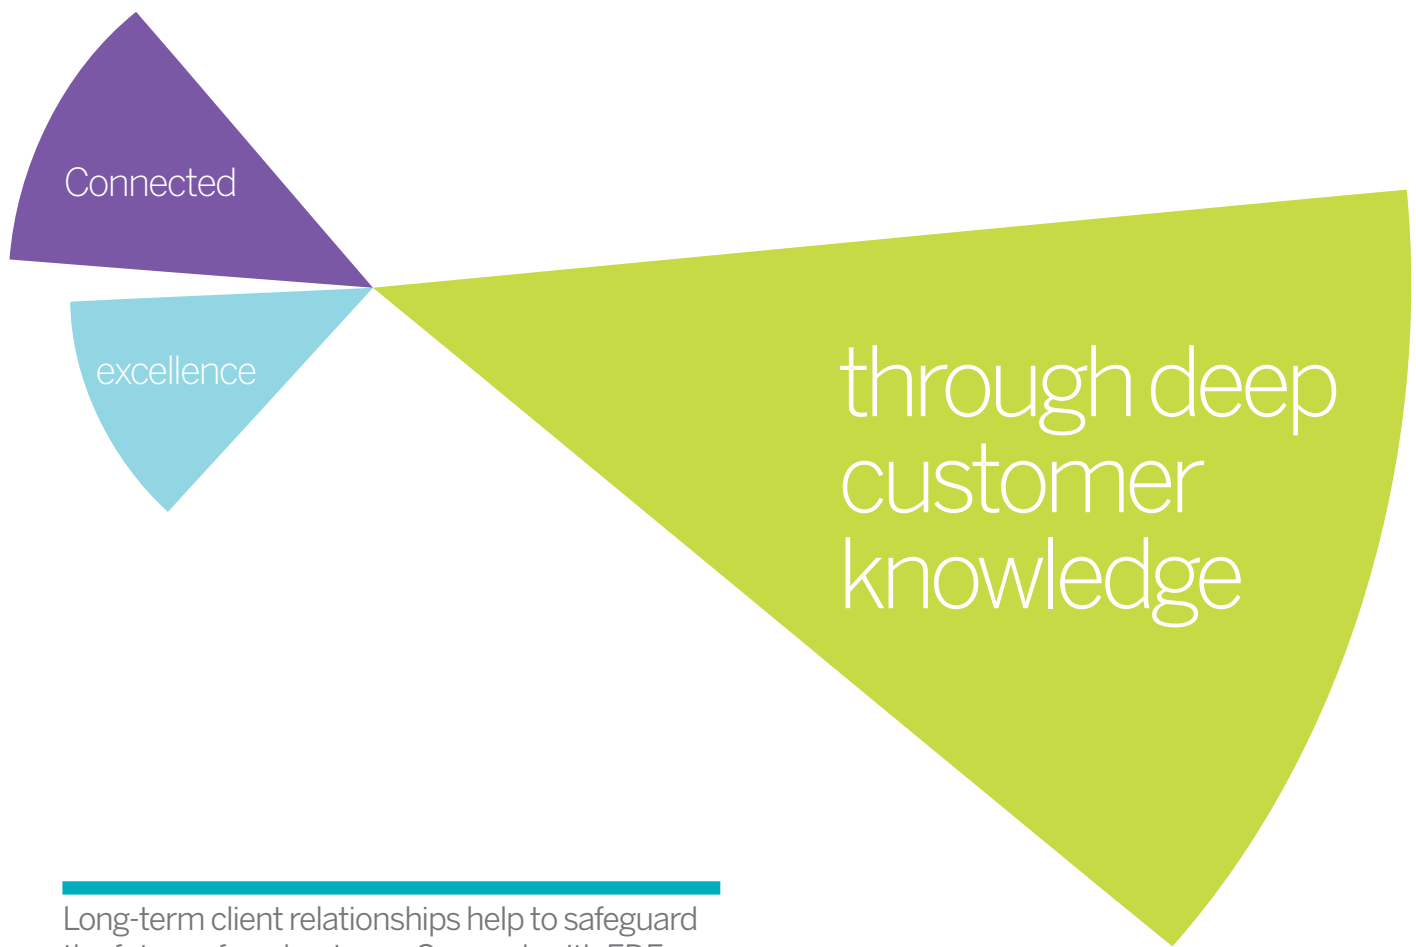 Connected
excellence
through deep
customer
knowledge
Long-term client relationships help to safeguard